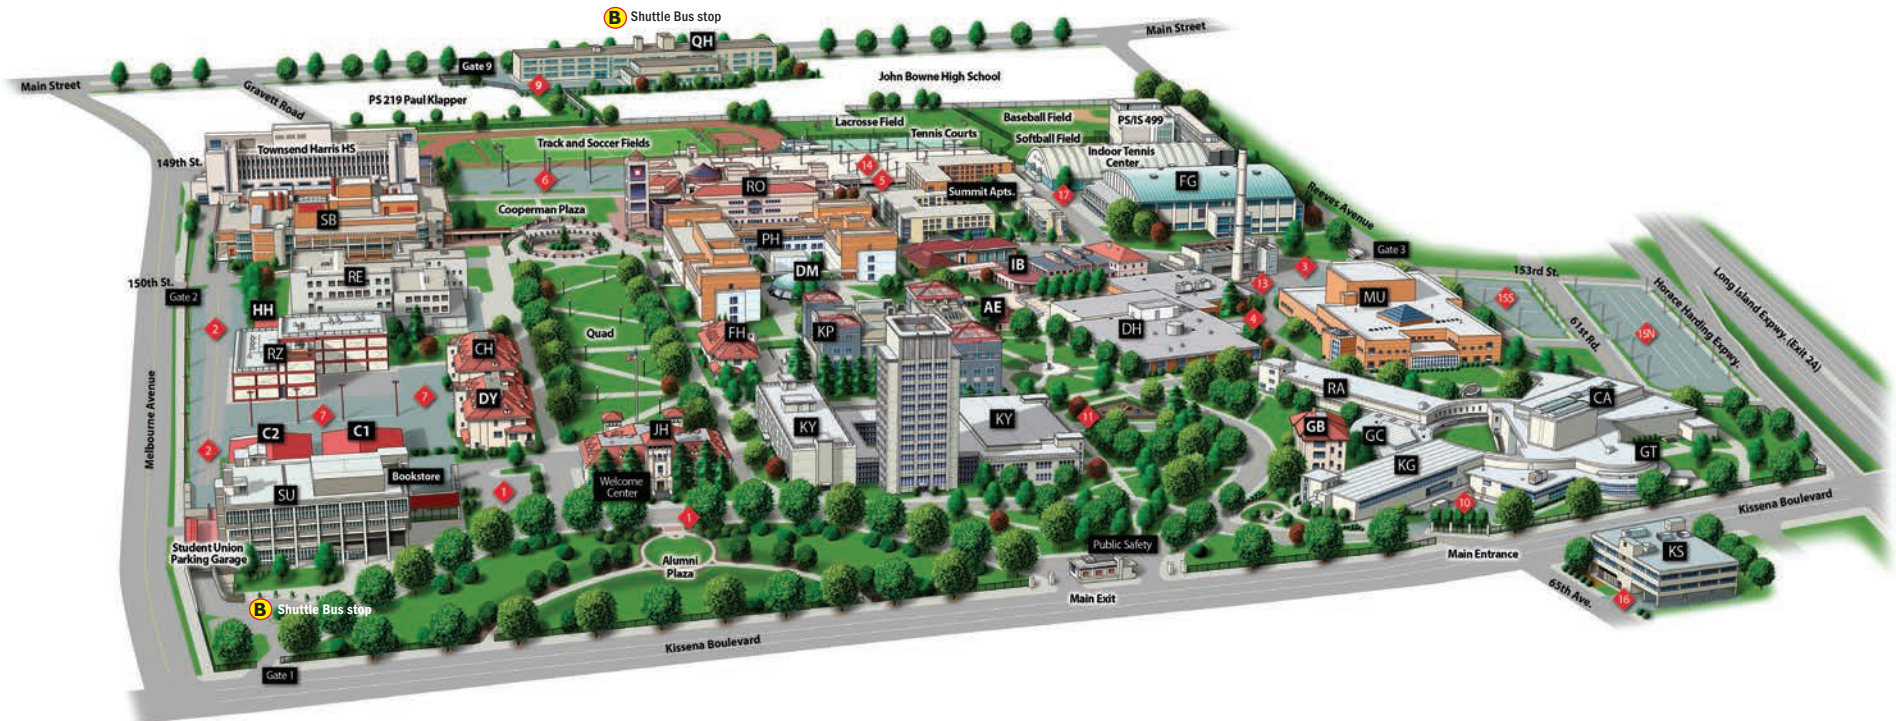 B Shuttle Bus stop
QH
Main Street
Main Street
Gate 9
9
John Bowne High School
Gravett Road
PS 219 Paul Klapper
Lacrosse Field
Baseball Field
PS/IS 499
Tennis Courts
Softball Field
Track and Soccer Fields
Townsend Harris HS
149th St.
Indoor Tennis
Center
14
5
6
RO
Summit Apts.
17
FG
Reeves Avenue
Cooperman Plaza
SB
PH
DM
IB
Gate 3
3
13
153rd St.
150th St.
Gate 2
RE
HH
2
MU
15S
15N
61st Rd.
Horace Harding Expwy.
Long Island Expwy. (Exit 24)
AE
4
Quad
FH
KP
DH
RZ
CH
DY
7
7
RA
CA
Melbourne Avenue
C2
C1
2
JH
KY
KY
11
GB
GC
GT
KG
Bookstore
SU
Welcome
Center
1
1
10
Kissena Boulevard
Student Union
Parking Garage
Alumni
Plaza
Public Safety
Main Entrance
KS
65th Ave.
16
Main Exit
B Shuttle Bus stop
Kissena Boulevard
Gate 1